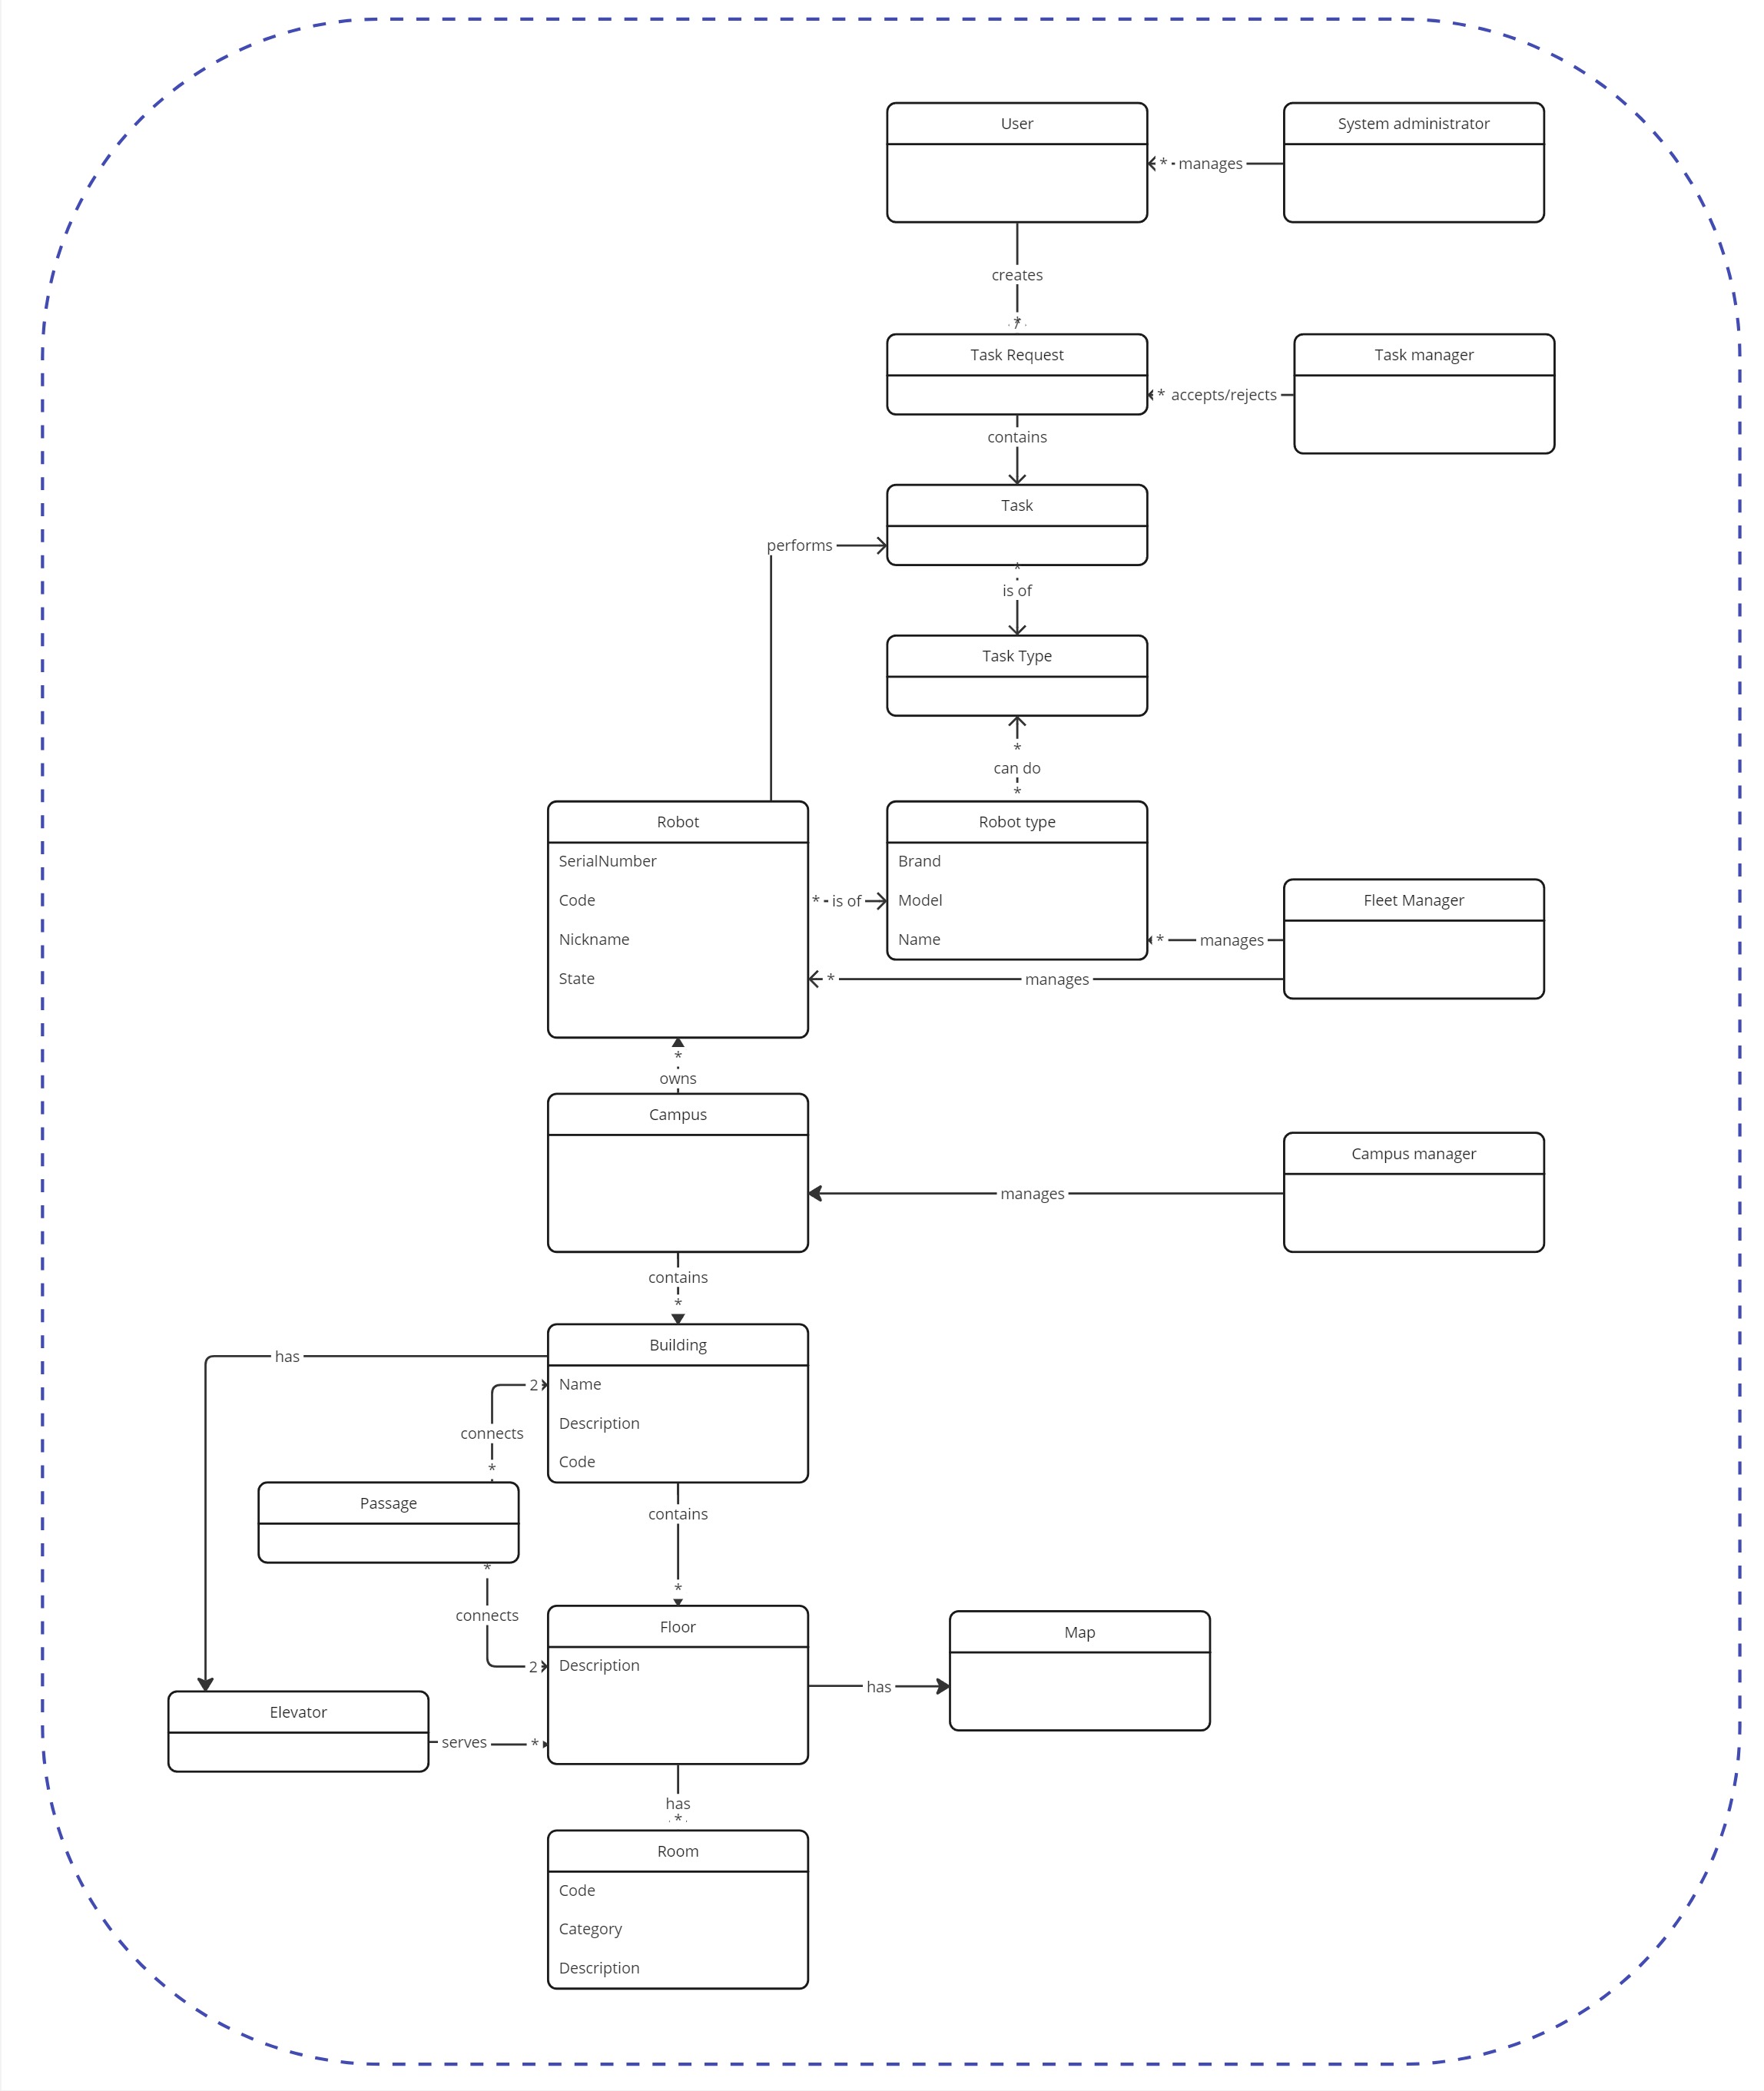 User
System administrator
* manages
creates
*
Task Request
Task manager
* accepts/rejects
contains
Task
performs
*
is of
Task Type
*
can do
*
Robot
Robot type
SerialNumber
Brand
Code
* is of
Model
Fleet Manager
Nickname
Name
* manages
State
* manages
*
owns
Campus
Campus manager
manages
contains
*
Building
has
2
Name
Description
connects
Code
*
Passage
contains
*
*
connects
Floor
Map
2
Description
has
Elevator
serves *
has
*
Room
Code
Category
Description